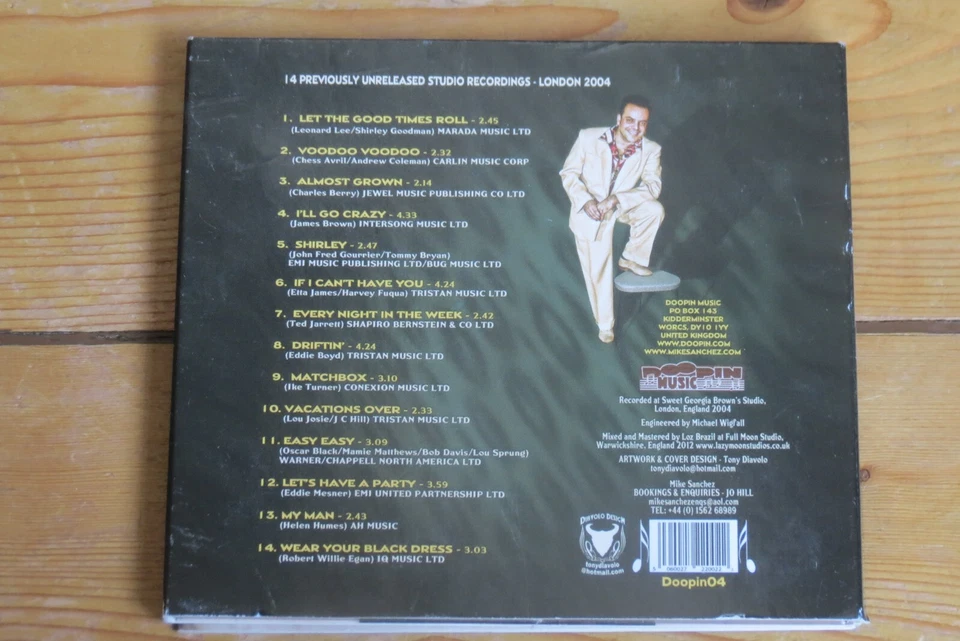 14 PREVIOUSLY UNRELEASED STUDIO RECORDINGS - LONDON 2004
1. LET THE GOOD TIMES ROLL - 2.45
(Leonard Lee/Shirley Goodman) MARADA MUSIC LTD
2. VOODOO VOODOO - 2.32
(Chess Avril/Andrew Coleman) CARLIN MUSIC CORP
3. ALMOST GROWN - 2.14
(Charles Berry) JEWEL MUSIC PUBLISHING CO LTD
4. I'LL GO CRAZY - 4.33
(James Brown) INTERSONG MUSIC LTD
5. SHIRLEY - 2.47
(John Fred Gourrier/Tommy Bryan)
EMI MUSIC PUBLISHING LTD/BUG MUSIC LTD
6. IF I CAN'T HAVE YOU - 4.24
(Etta James/Harvey Fuqua) TRISTAN MUSIC LTD
7. EVERY NIGHT IN THE WEEK - 2.42
(Ted Jarrett) SHAPIRO BERNSTEIN & CO LTD
8. DRIFTIN' - 4.24
(Eddie Boyd) TRISTAN MUSIC LTD
9. MATCHBOX - 3.10
(Ike Turner) CONEXION MUSIC LTD
10. VACATIONS OVER - 2.33
(Lou Josie/J C Hill) TRISTAN MUSIC LTD
11. EASY EASY - 3.09
(Oscar Black/Mamie Matthews/Bob Davis/Lou Sprung)
WARNER/CHAPPELL NORTH AMERICA LTD
12. LET'S HAVE A PARTY - 3.59
(Eddie Mesner) EMI UNITED PARTNERSHIP LTD
13. MY MAN - 2.43
(Helen Humes) AH MUSIC
14. WEAR YOUR BLACK DRESS - 3.03
(Robert Willie Egan) IQ MUSIC LTD
DOOPIN MUSIC
PO BOX 143
KIDDERMINSTER
WORCS, DY10 1VY
UNITED KINGDOM
WWW.DOOPIN.COM
WWW.MIKESANCHEZ.COM
DOOPIN
MUSIC
Recorded at Sweet Georgia Brown's Studio,
London, England 2004
Engineered by Michael Wigfall
Mixed and Mastered by Loz Brazil at Full Moon Studio,
Warwickshire, England 2012 www.lazymoonstudios.co.uk
ARTWORK & COVER DESIGN - Tony Diavolo
tonydiavolo@hotmail.com
Mike Sanchez
BOOKINGS & ENQUIRIES - JO HILL
mikesanchezenqs@aol.com
TEL: +44 (0) 1562 68989
DIAVOLO DESIGN
tonydiavolo
@hotmail.com
Doopin04